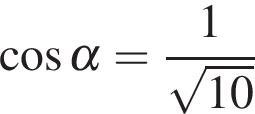 cos α = 1/√10